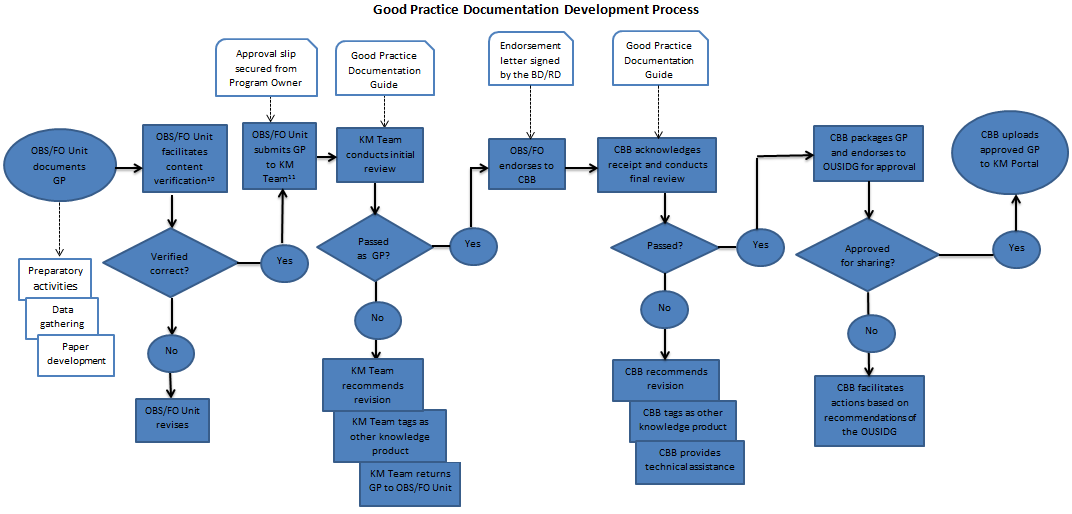 Good Practice Documentation Development Process
Approval slip
secured from
Program Owner
Good Practice
Documentation
Guide
Endorsement
letter signed
by the BD/RD
Good Practice
Documentation
Guide
OBS/FO Unit
documents
GP
OBS/FO Unit
facilitates
content
verification¹⁰
OBS/FO Unit
submits GP
to KM
Team¹¹
KM Team
conducts initial
review
OBS/FO
endorses to
CBB
CBB acknowledges
receipt and conducts
final review
CBB packages GP
and endorses to
OUSIDG for approval
CBB uploads
approved GP
to KM Portal
Preparatory
activities
Data
gathering
Paper
development
Verified
correct?
Yes
No
OBS/FO Unit
revises
Passed
as GP?
Yes
No
KM Team
recommends
revision
KM Team tags as
other knowledge
product
KM Team returns
GP to OBS/FO Unit
Passed?
Yes
No
CBB recommends
revision
CBB tags as other
knowledge product
CBB provides
technical assistance
Approved
for sharing?
Yes
No
CBB facilitates
actions based on
recommendations of
the OUSIDG